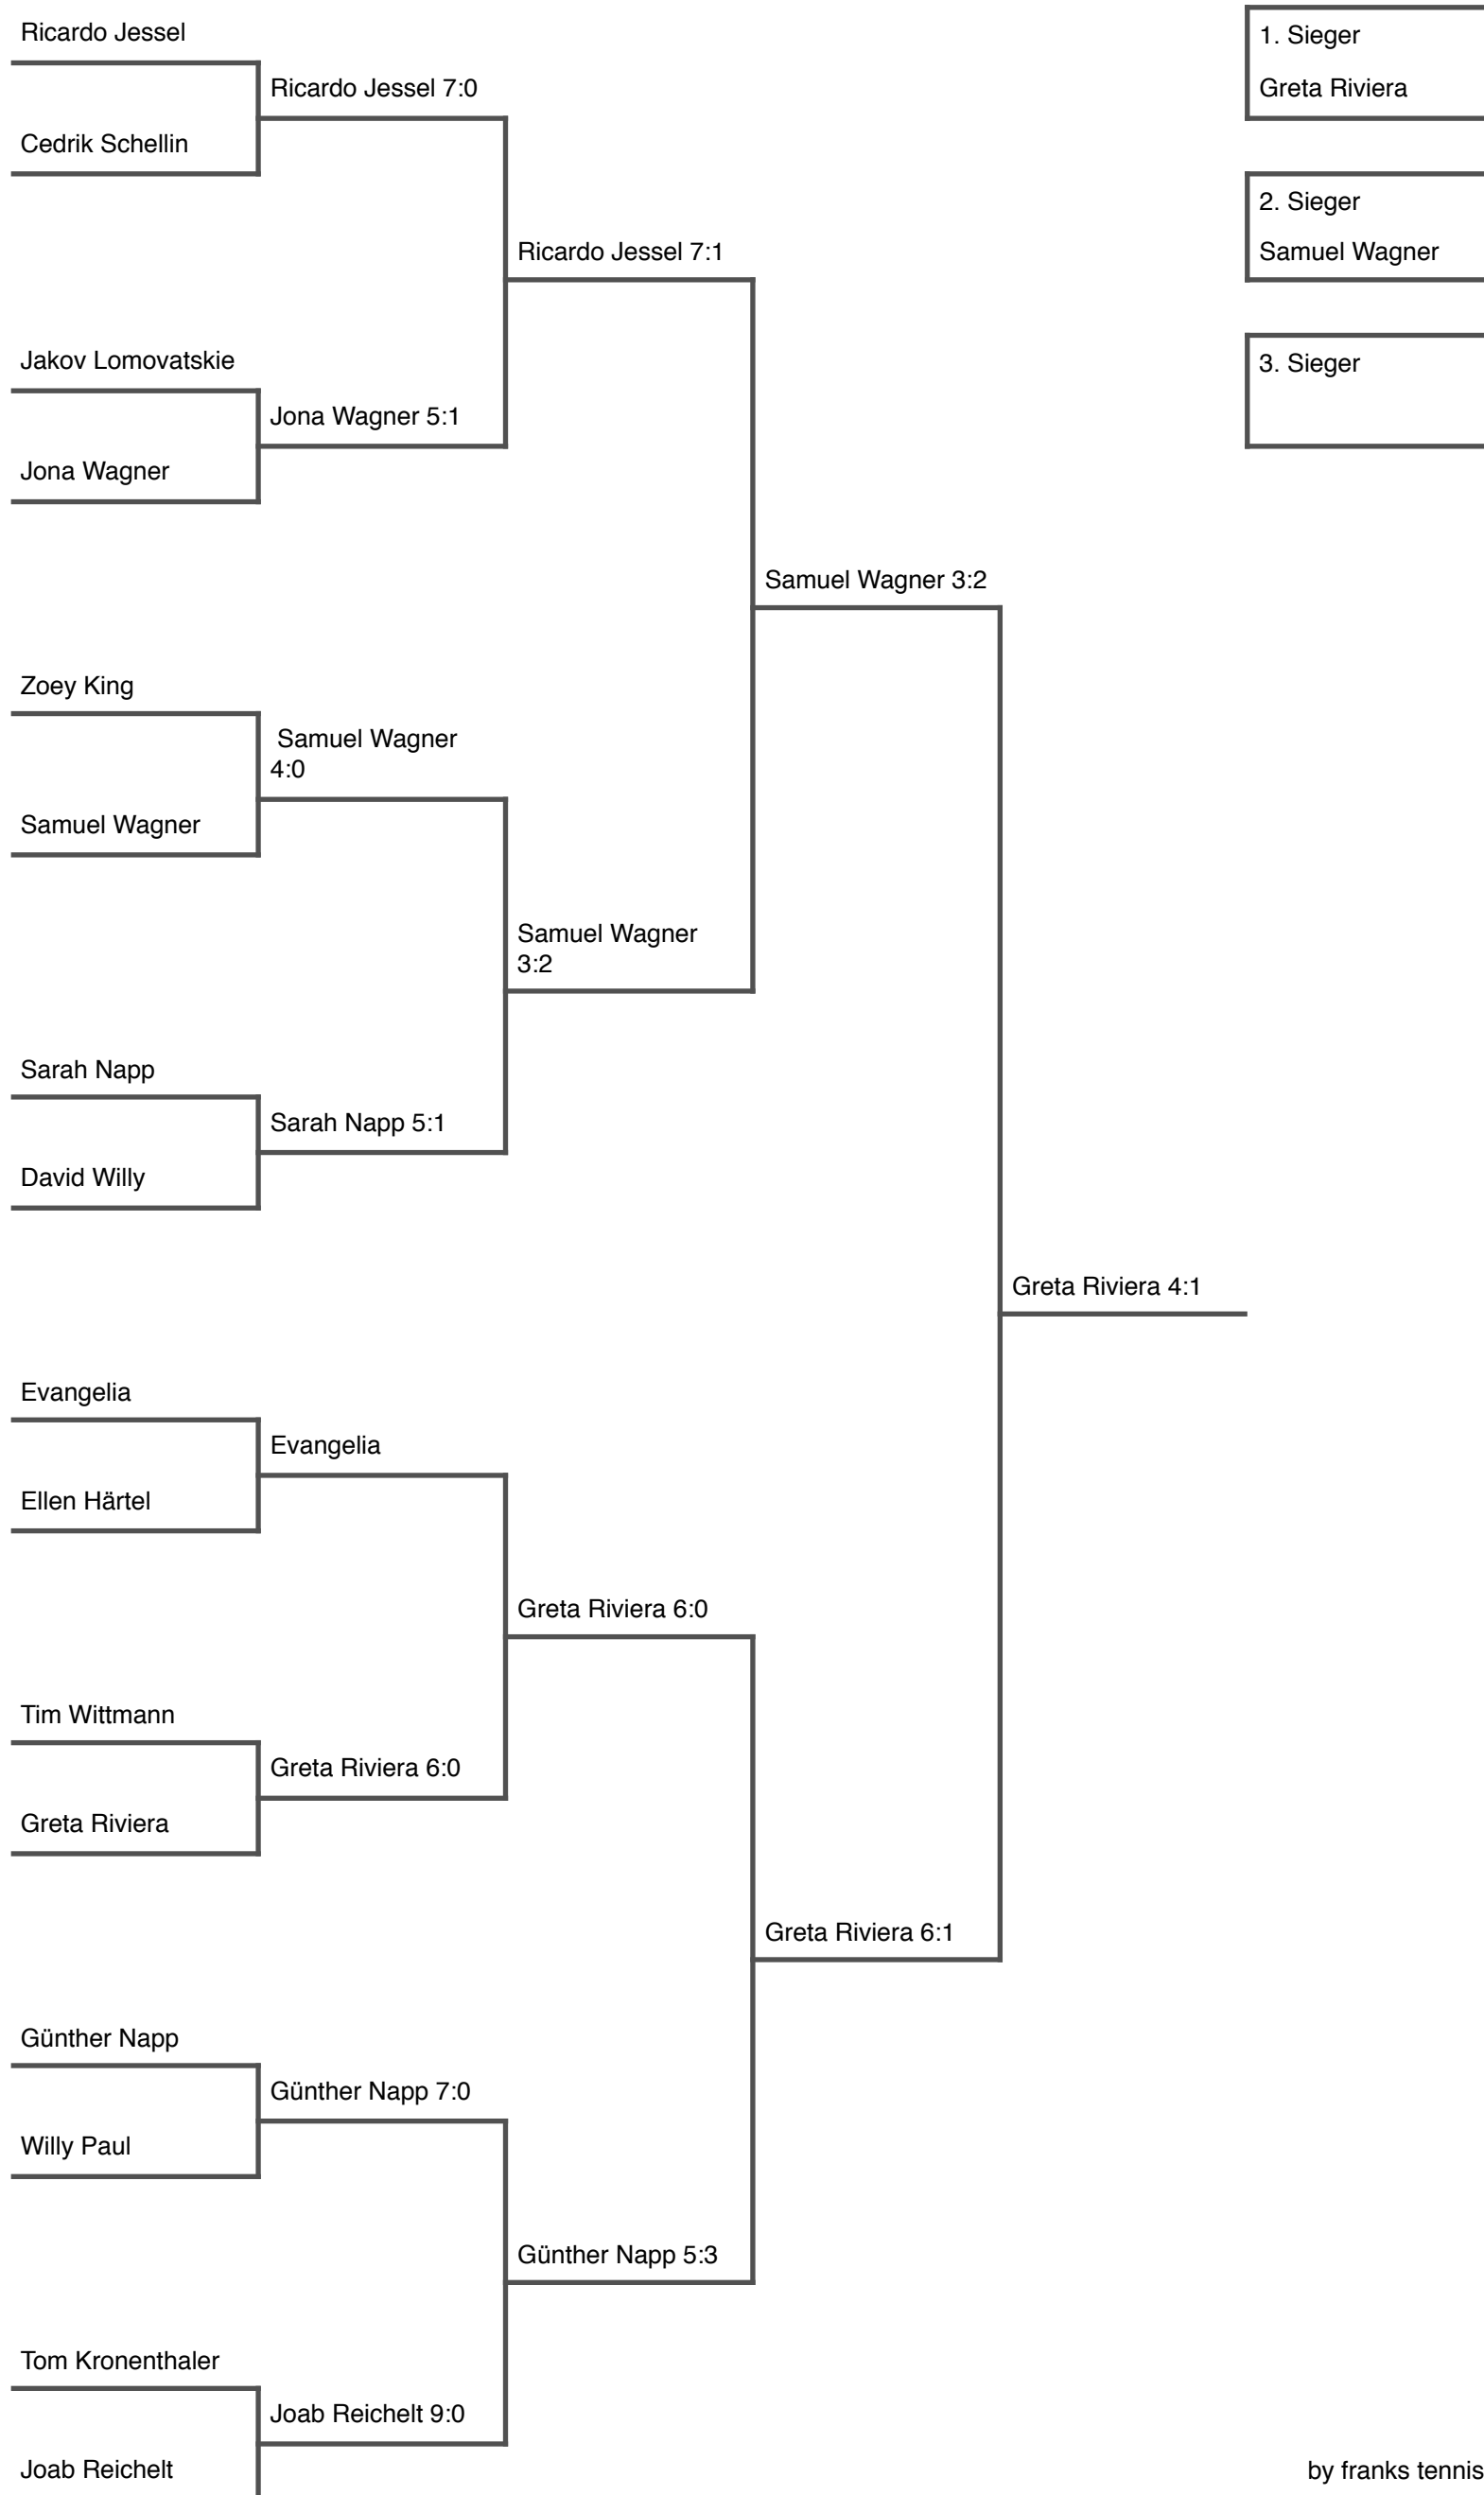 Ricardo Jessel
1. Sieger
Ricardo Jessel 7:0
Greta Riviera
Cedrik Schellin
2. Sieger
Ricardo Jessel 7:1
Samuel Wagner
Jakov Lomovatskie
3. Sieger
Jona Wagner 5:1
Jona Wagner
Samuel Wagner 3:2
Zoey King
Samuel Wagner
4:0
Samuel Wagner
Samuel Wagner
3:2
Sarah Napp
Sarah Napp 5:1
David Willy
Greta Riviera 4:1
Evangelia
Evangelia
Ellen Härtel
Greta Riviera 6:0
Tim Wittmann
Greta Riviera 6:0
Greta Riviera
Greta Riviera 6:1
Günther Napp
Günther Napp 7:0
Willy Paul
Günther Napp 5:3
Tom Kronenthaler
Joab Reichelt 9:0
Joab Reichelt
by franks tennis